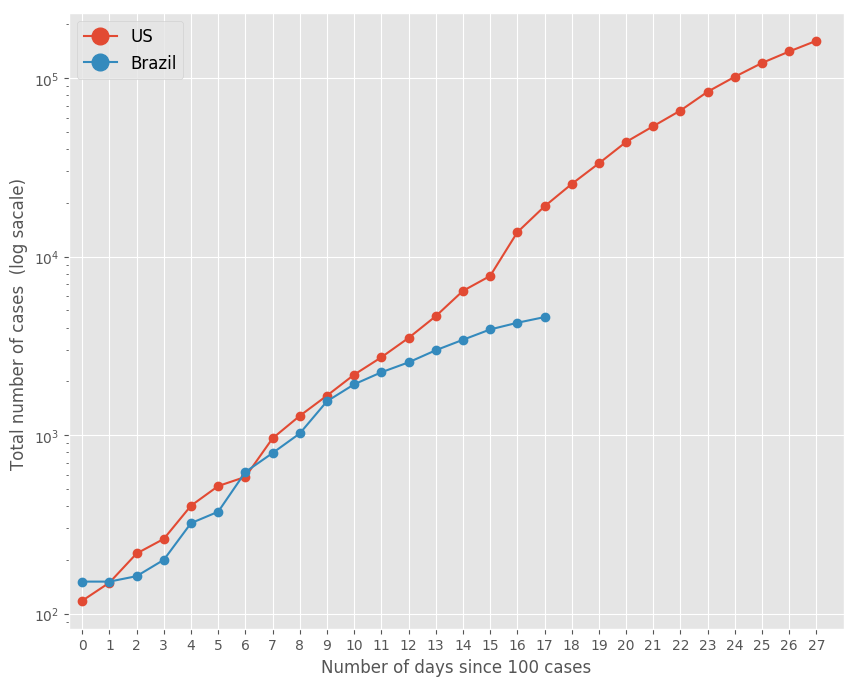 US
Brazil
10⁵
10⁴
10³
10²
Total number of cases  (log sacale)
0 1 2 3 4 5 6 7 8 9 10 11 12 13 14 15 16 17 18 19 20 21 22 23 24 25 26 27
Number of days since 100 cases